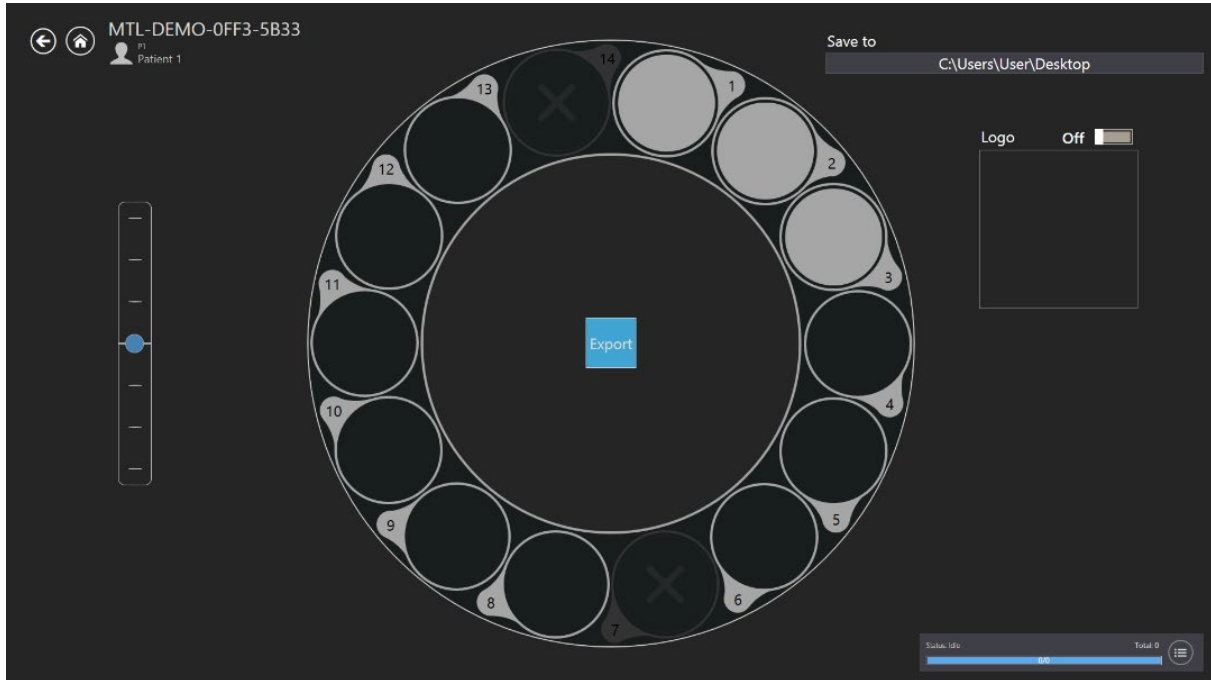 MTL-DEMO-0FF3-5B33
P1
Patient 1
Save to
C:\Users\User\Desktop
Logo Off
14
1
13
2
12
3
11
Export
4
10
5
9
6
8
7
Status: Idle Total: 0
0/0